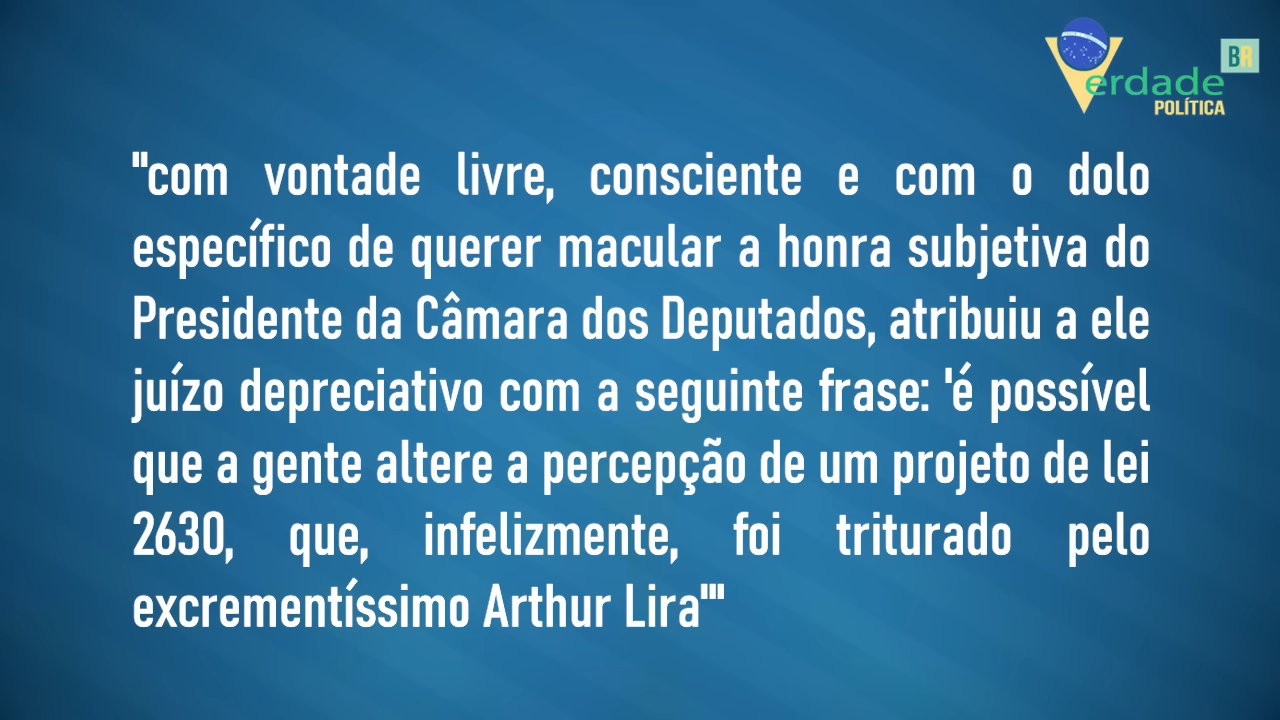 Verdade BR
POLÍTICA
"com vontade livre, consciente e com o dolo
específico de querer macular a honra subjetiva do
Presidente da Câmara dos Deputados, atribuiu a ele
juízo depreciativo com a seguinte frase: 'é possível
que a gente altere a percepção de um projeto de lei
2630, que, infelizmente, foi triturado pelo
excrementíssimo Arthur Lira'"